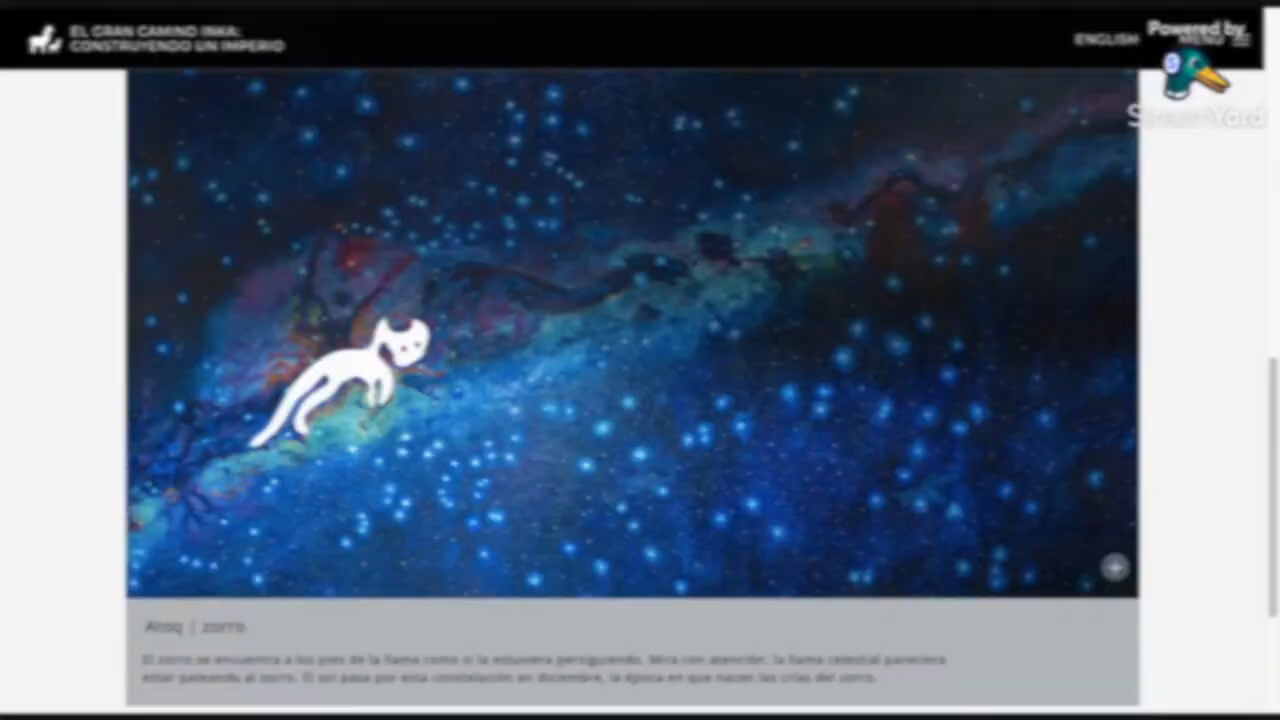 EL GRAN CAMINO INKA:
CONSTRUYENDO UN IMPERIO
ENGLISH
MENU
Powered by
StreamYard
Atoq | zorro
El zorro se encuentra a los pies de la llama como si la estuviera persiguiendo. Mira con atención: la llama celestial pareciera
estar pateando al zorro. El sol pasa por esta constelación en diciembre, la época en que nacen las crías del zorro.